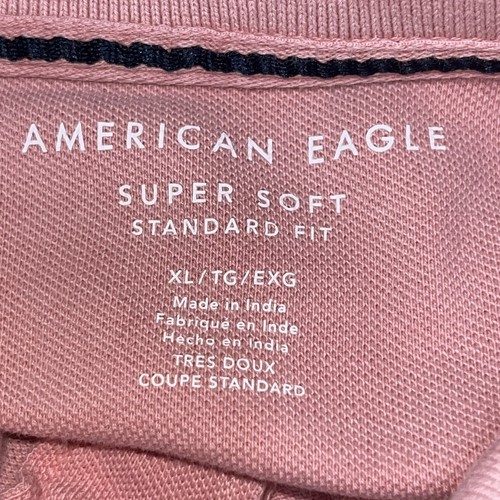 AMERICAN EAGLE
SUPER SOFT
STANDARD FIT
XL/TG/EXG
Made in India
Fabriqué en Inde
Hecho en India
TRÈS DOUX
COUPE STANDARD